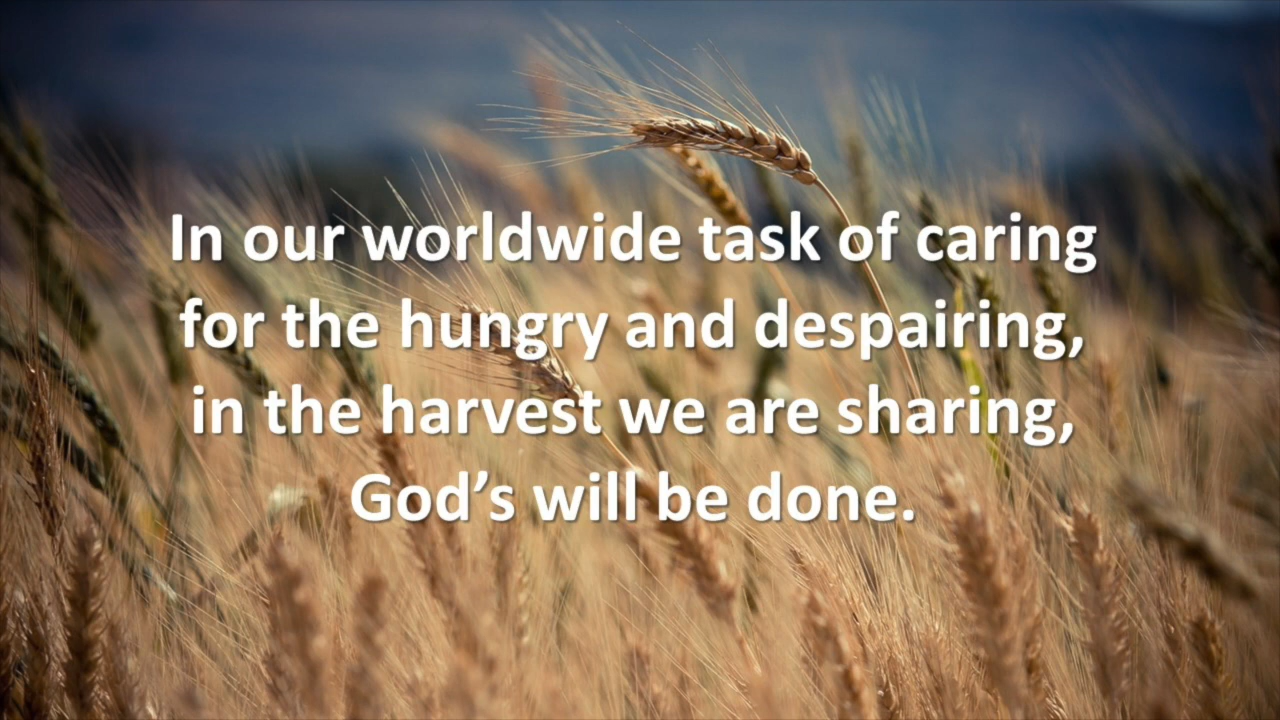 In our worldwide task of caring
for the hungry and despairing,
in the harvest we are sharing,
God’s will be done.